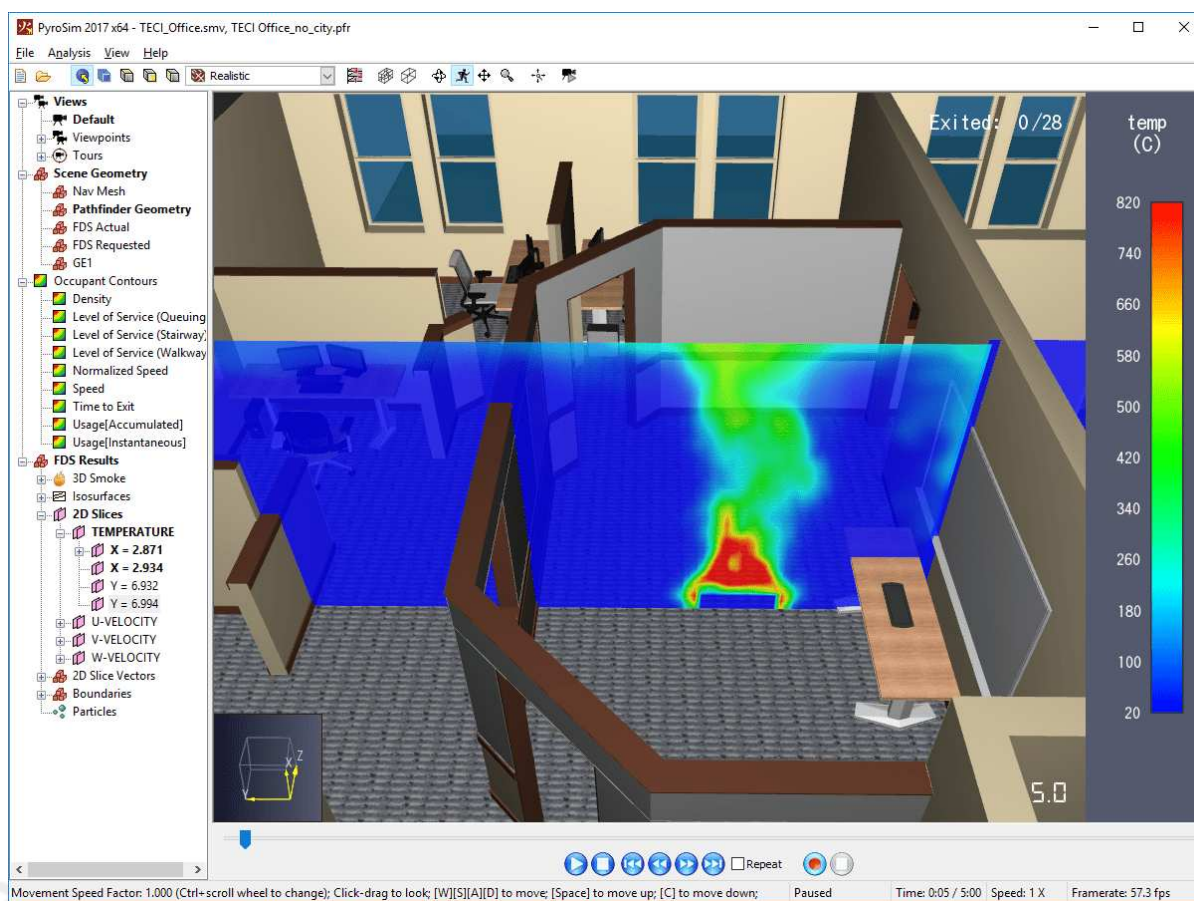 PyroSim 2017 x64 - TECI_Office.smv, TECI Office_no_city.pfr
File Analysis View Help
Realistic
Views
Default
Viewpoints
Tours
Scene Geometry
Nav Mesh
Pathfinder Geometry
FDS Actual
FDS Requested
GE1
Occupant Contours
Density
Level of Service (Queuing
Level of Service (Stairway)
Level of Service (Walkway
Normalized Speed
Speed
Time to Exit
Usage[Accumulated]
Usage[Instantaneous]
FDS Results
3D Smoke
Isosurfaces
2D Slices
TEMPERATURE
X = 2.871
X = 2.934
Y = 6.932
Y = 6.994
U-VELOCITY
V-VELOCITY
W-VELOCITY
2D Slice Vectors
Boundaries
Particles
Exited: 0/28
temp
(C)
820
740
660
580
500
420
340
260
180
100
20
X Z
Y
5.0
Repeat
Movement Speed Factor: 1.000 (Ctrl+scroll wheel to change); Click-drag to look; [W][S][A][D] to move; [Space] to move up; [C] to move down; Paused Time: 0:05 / 5:00 Speed: 1 X Framerate: 57.3 fps